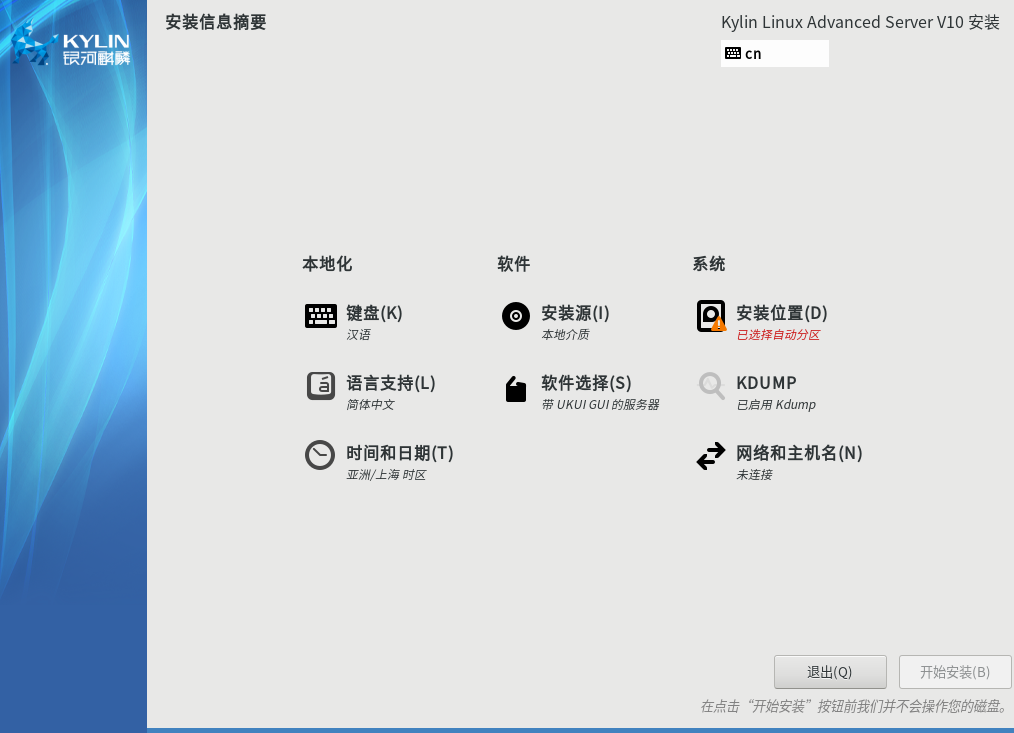 KYLIN
银河麒麟
安装信息摘要
Kylin Linux Advanced Server V10 安装
cn
本地化
键盘(K)
汉语
语言支持(L)
简体中文
时间和日期(T)
亚洲/上海 时区
软件
安装源(I)
本地介质
软件选择(S)
带 UKUI GUI 的服务器
系统
安装位置(D)
已选择自动分区
KDUMP
已启用 Kdump
网络和主机名(N)
未连接
退出(Q)
开始安装(B)
在点击“开始安装”按钮前我们并不会操作您的磁盘。